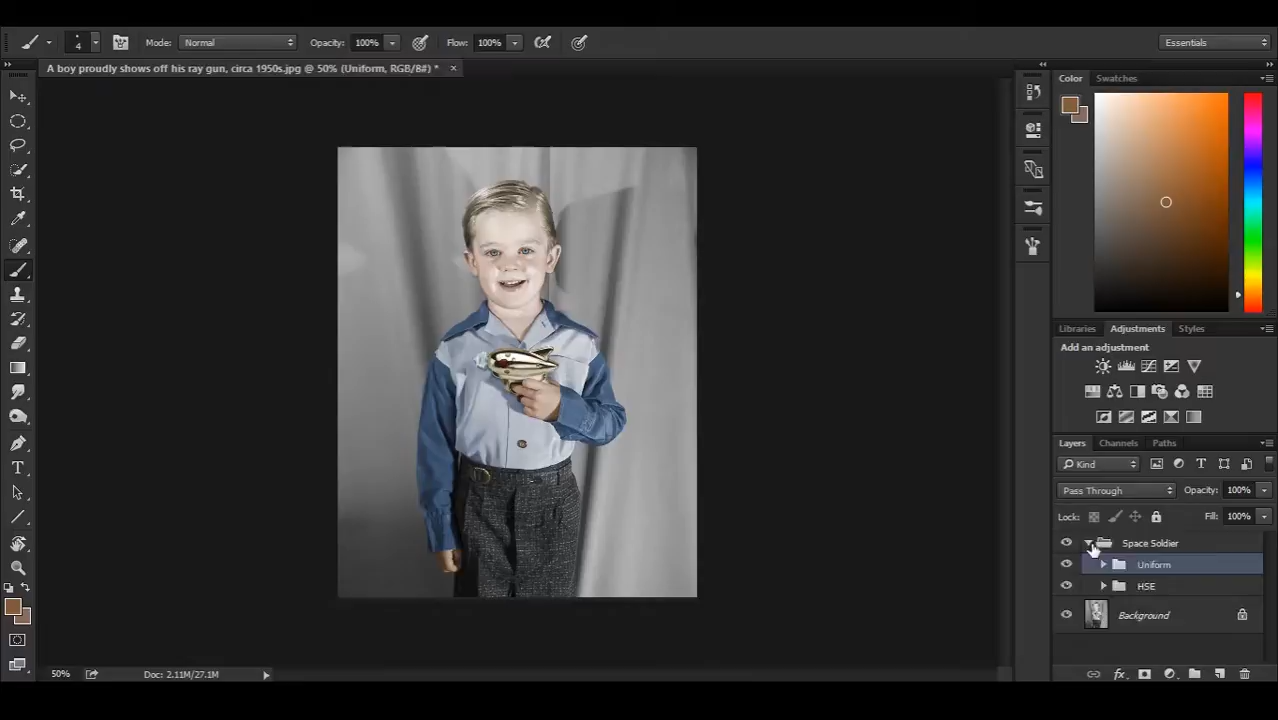 4 Mode: Normal Opacity: 100% Flow: 100% Essentials
A boy proudly shows off his ray gun, circa 1950s.jpg @ 50% (Uniform, RGB/8#) *
Color Swatches
Libraries Adjustments Styles
Add an adjustment
Layers Channels Paths
Kind
Pass Through Opacity: 100%
Lock: Fill: 100%
Space Soldier
Uniform
HSE
Background
50% Doc: 2.11M/27.1M